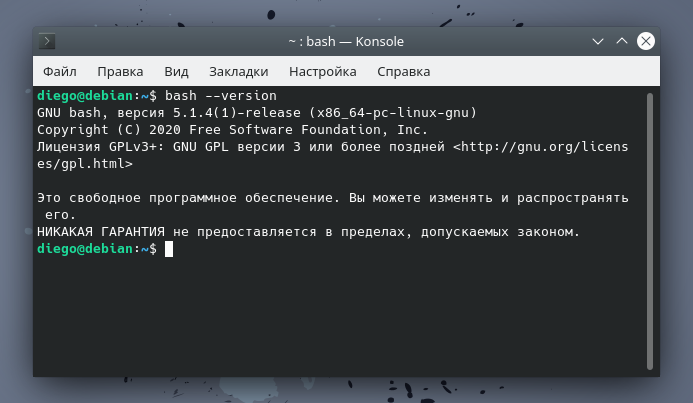 ~ : bash — Konsole
Файл Правка Вид Закладки Настройка Справка
diego@debian:~$ bash --version
GNU bash, версия 5.1.4(1)-release (x86_64-pc-linux-gnu)
Copyright (C) 2020 Free Software Foundation, Inc.
Лицензия GPLv3+: GNU GPL версии 3 или более поздней <http://gnu.org/licens
es/gpl.html>
Это свободное программное обеспечение. Вы можете изменять и распространять
его.
НИКАКАЯ ГАРАНТИЯ не предоставляется в пределах, допускаемых законом.
diego@debian:~$